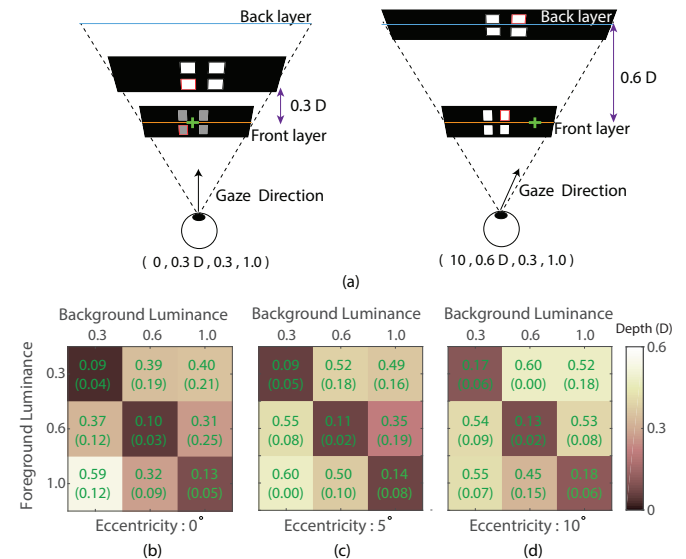 Back layer
0.3 D
Front layer
Gaze Direction
( 0 , 0.3 D , 0.3 , 1.0 )
Back layer
0.6 D
Front layer
Gaze Direction
( 10 , 0.6 D , 0.3 , 1.0 )
(a)
Background Luminance
0.3 0.6 1.0
Foreground Luminance
0.3
0.6
1.0
0.09 0.39 0.40
(0.04) (0.19) (0.21)
0.37 0.10 0.31
(0.12) (0.03) (0.25)
0.59 0.32 0.13
(0.12) (0.09) (0.05)
Eccentricity : 0°
(b)
Background Luminance
0.3 0.6 1.0
0.09 0.52 0.49
(0.05) (0.18) (0.16)
0.55 0.11 0.35
(0.08) (0.02) (0.19)
0.60 0.50 0.14
(0.00) (0.10) (0.08)
Eccentricity : 5°
(c)
Background Luminance
0.3 0.6 1.0
0.17 0.60 0.52
(0.06) (0.00) (0.18)
0.54 0.13 0.53
(0.09) (0.02) (0.08)
0.55 0.45 0.18
(0.07) (0.15) (0.06)
Eccentricity : 10°
(d)
Depth (D)
0.6
0.3
0